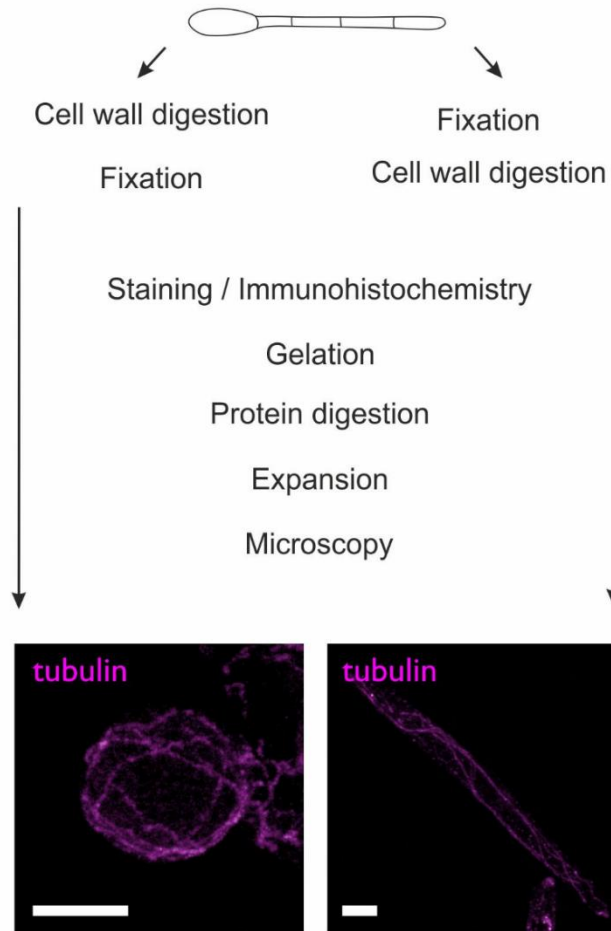 Cell wall digestion
Fixation
Fixation
Cell wall digestion
Staining / Immunohistochemistry
Gelation
Protein digestion
Expansion
Microscopy
tubulin
tubulin